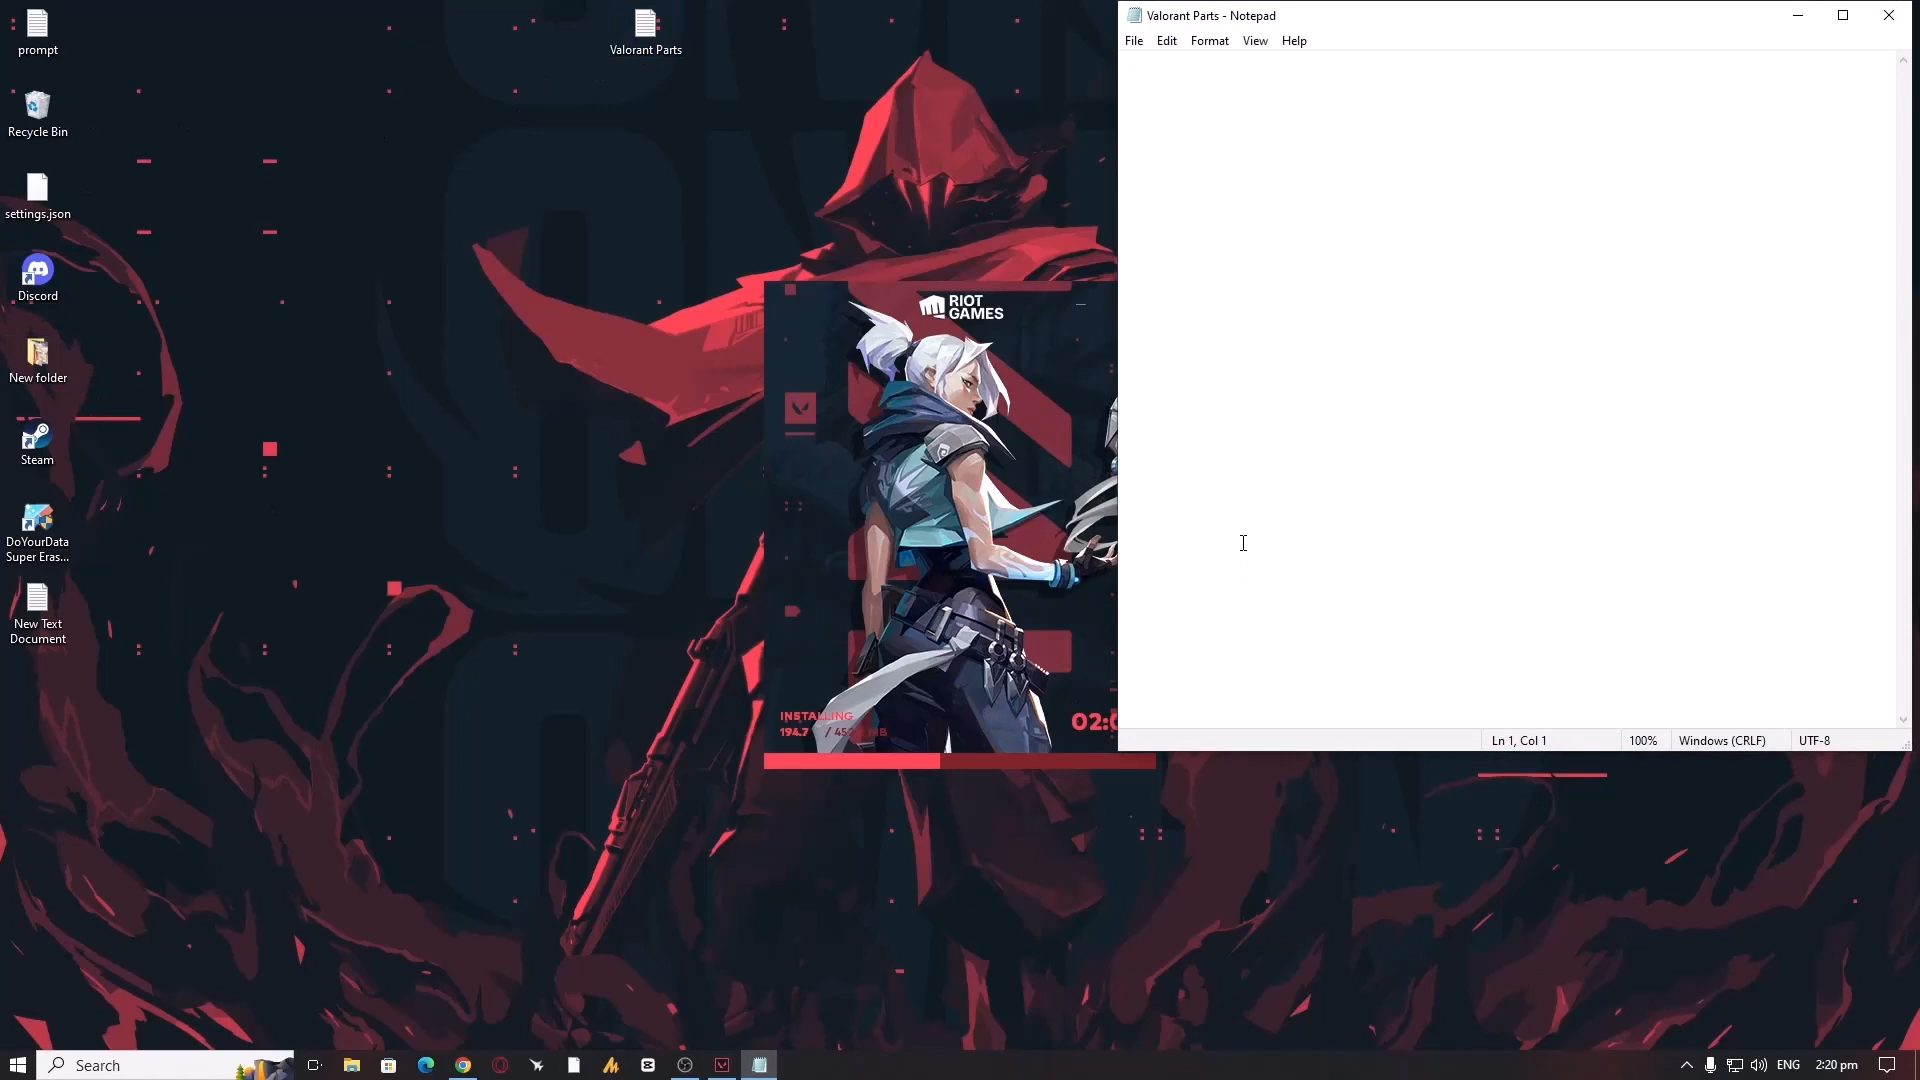 prompt
Recycle Bin
settings.json
Discord
New folder
Steam
DoYourData
Super Eras...
New Text
Document
Valorant Parts
RIOT
GAMES
INSTALLING
194.7
MB
Valorant Parts - Notepad
File Edit Format View Help
Ln 1, Col 1 100% Windows (CRLF) UTF-8
Search
ENG 2:20 pm